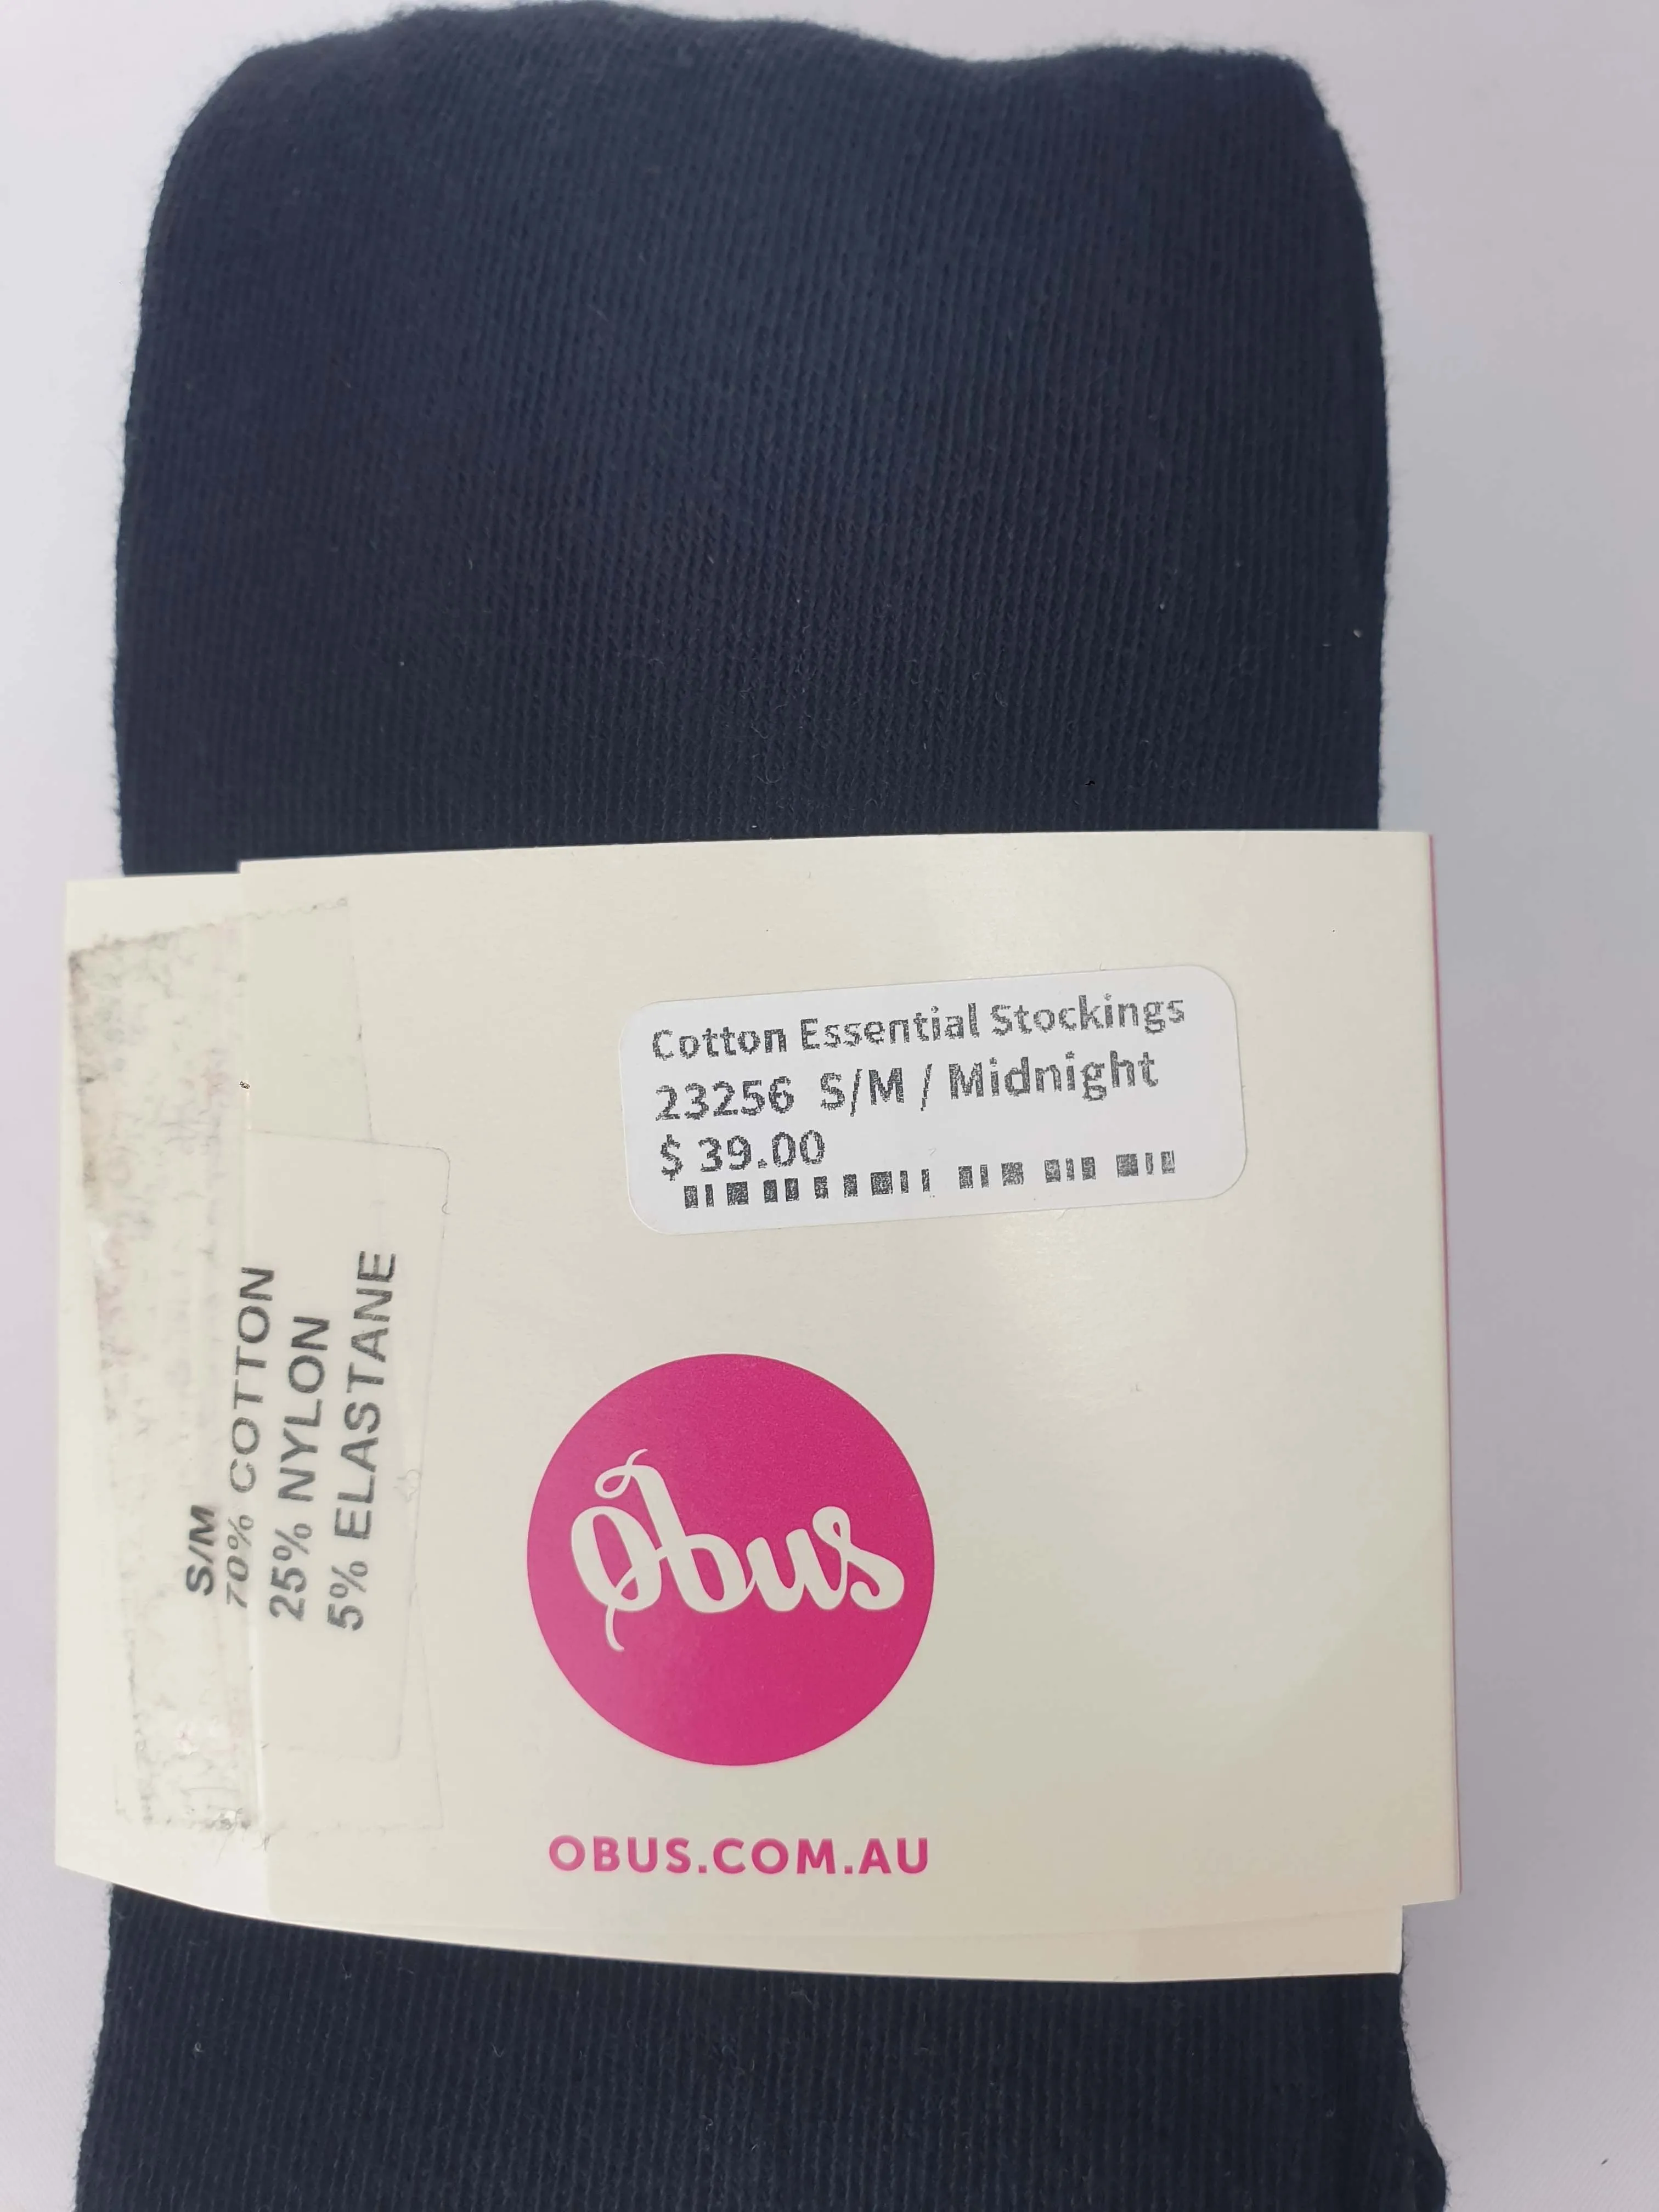 Cotton Essential Stockings
23256 S/M / Midnight
$ 39.00
S/M
70% COTTON
25% NYLON
5% ELASTANE
Obus
OBUS.COM.AU